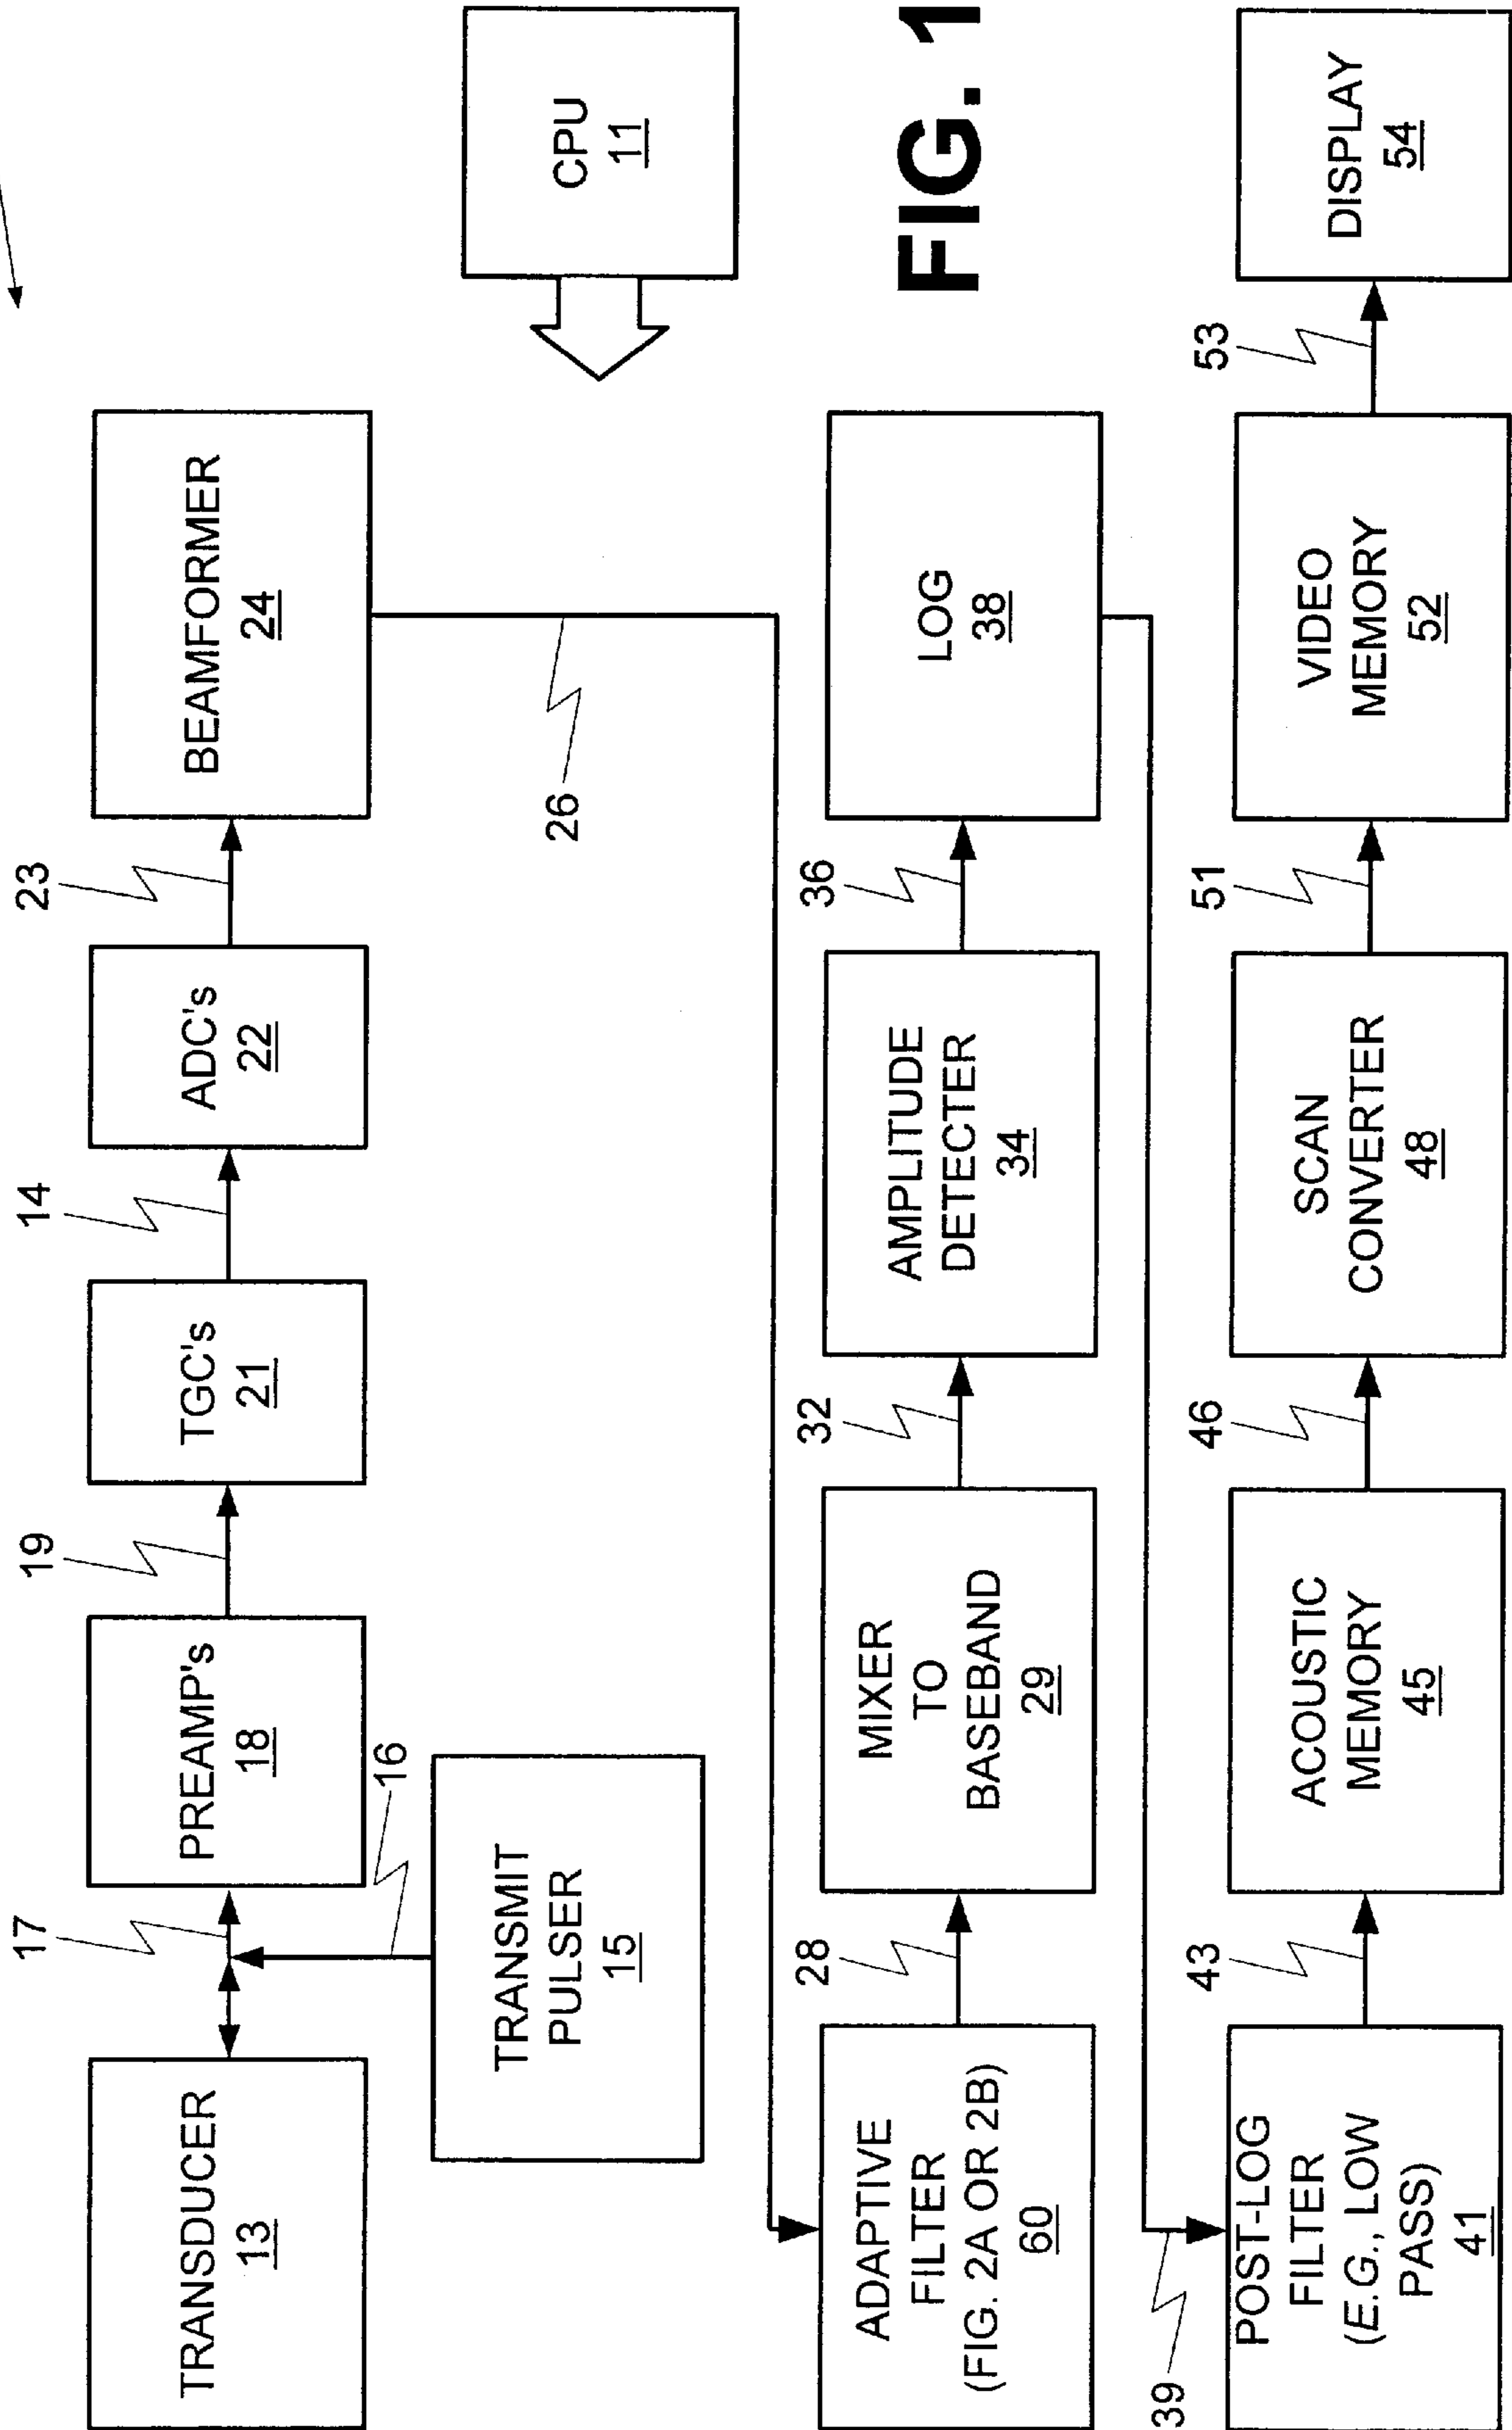 TRANSDUCER
13
17
PREAMP's
18
19
TGC's
21
14
ADC's
22
23
BEAMFORMER
24
16
TRANSMIT
PULSER
15
26
CPU
11
ADAPTIVE
FILTER
(FIG. 2A OR 2B)
60
28
MIXER
TO
BASEBAND
29
32
AMPLITUDE
DETECTER
34
36
LOG
38
FIG. 1
39
POST-LOG
FILTER
(E.G., LOW
PASS)
41
43
ACOUSTIC
MEMORY
45
46
SCAN
CONVERTER
48
51
VIDEO
MEMORY
52
53
DISPLAY
54